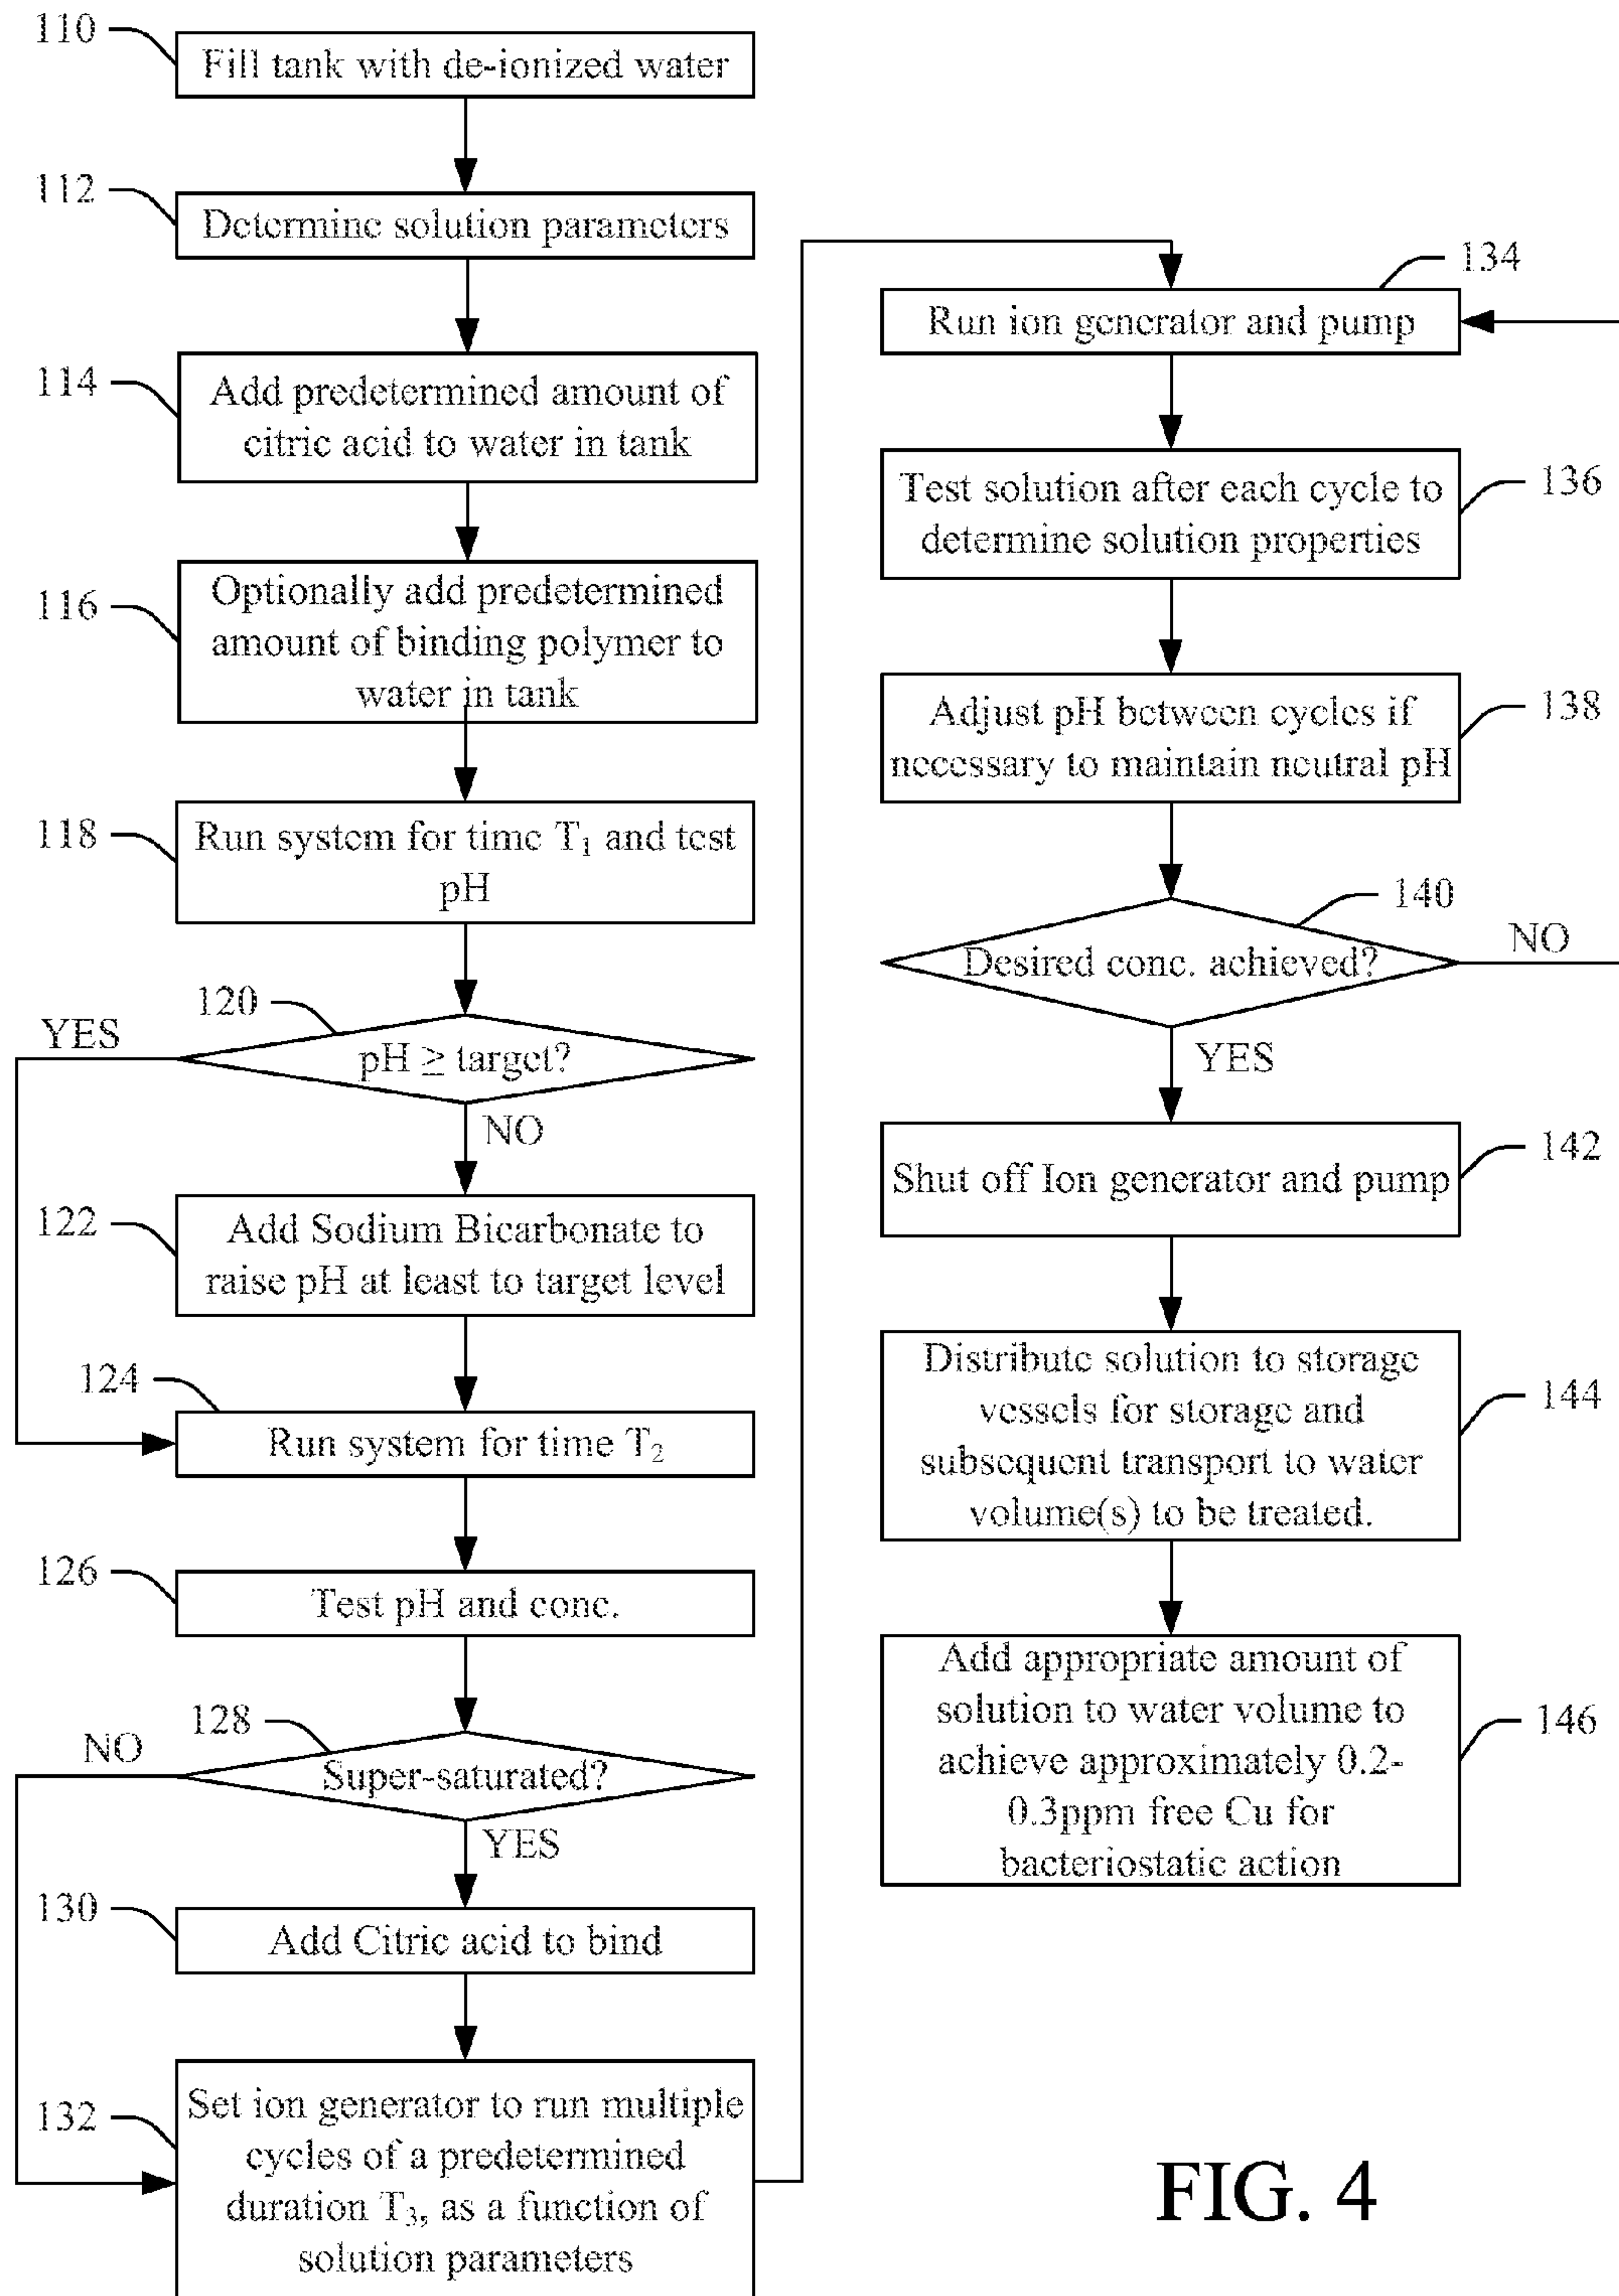 110
Fill tank with de-ionized water
112
Determine solution parameters
114
Add predetermined amount of
citric acid to water in tank
116
Optionally add predetermined
amount of binding polymer to
water in tank
118
Run system for time T₁ and test
pH
120
YES
pH ≥ target?
NO
122
Add Sodium Bicarbonate to
raise pH at least to target level
124
Run system for time T₂
126
Test pH and conc.
128
NO
Super-saturated?
YES
130
Add Citric acid to bind
132
Set ion generator to run multiple
cycles of a predetermined
duration T₃, as a function of
solution parameters
134
Run ion generator and pump
136
Test solution after each cycle to
determine solution properties
138
Adjust pH between cycles if
necessary to maintain neutral pH
140
NO
Desired conc. achieved?
YES
142
Shut off Ion generator and pump
144
Distribute solution to storage
vessels for storage and
subsequent transport to water
volume(s) to be treated.
146
Add appropriate amount of
solution to water volume to
achieve approximately 0.2-
0.3ppm free Cu for
bacteriostatic action
FIG. 4